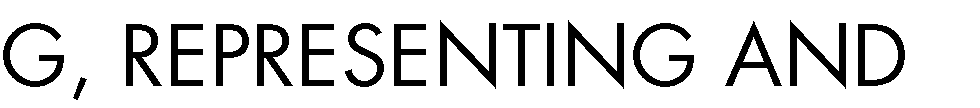 G, REPRESENTING AND